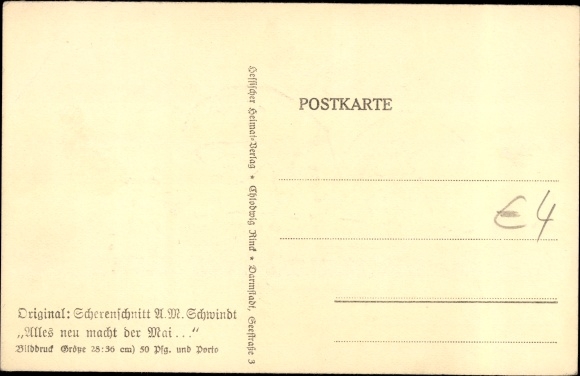 POSTKARTE
Hessischer Heimat=Verlag * Chlodwig Rinck * Darmstadt, Seestraße 3
€ 4
Original: Scherenschnitt A.M. Schwindt
„Alles neu macht der Mai..."
Bilddruck Größe 28:36 cm) 50 Pfg. und Porto